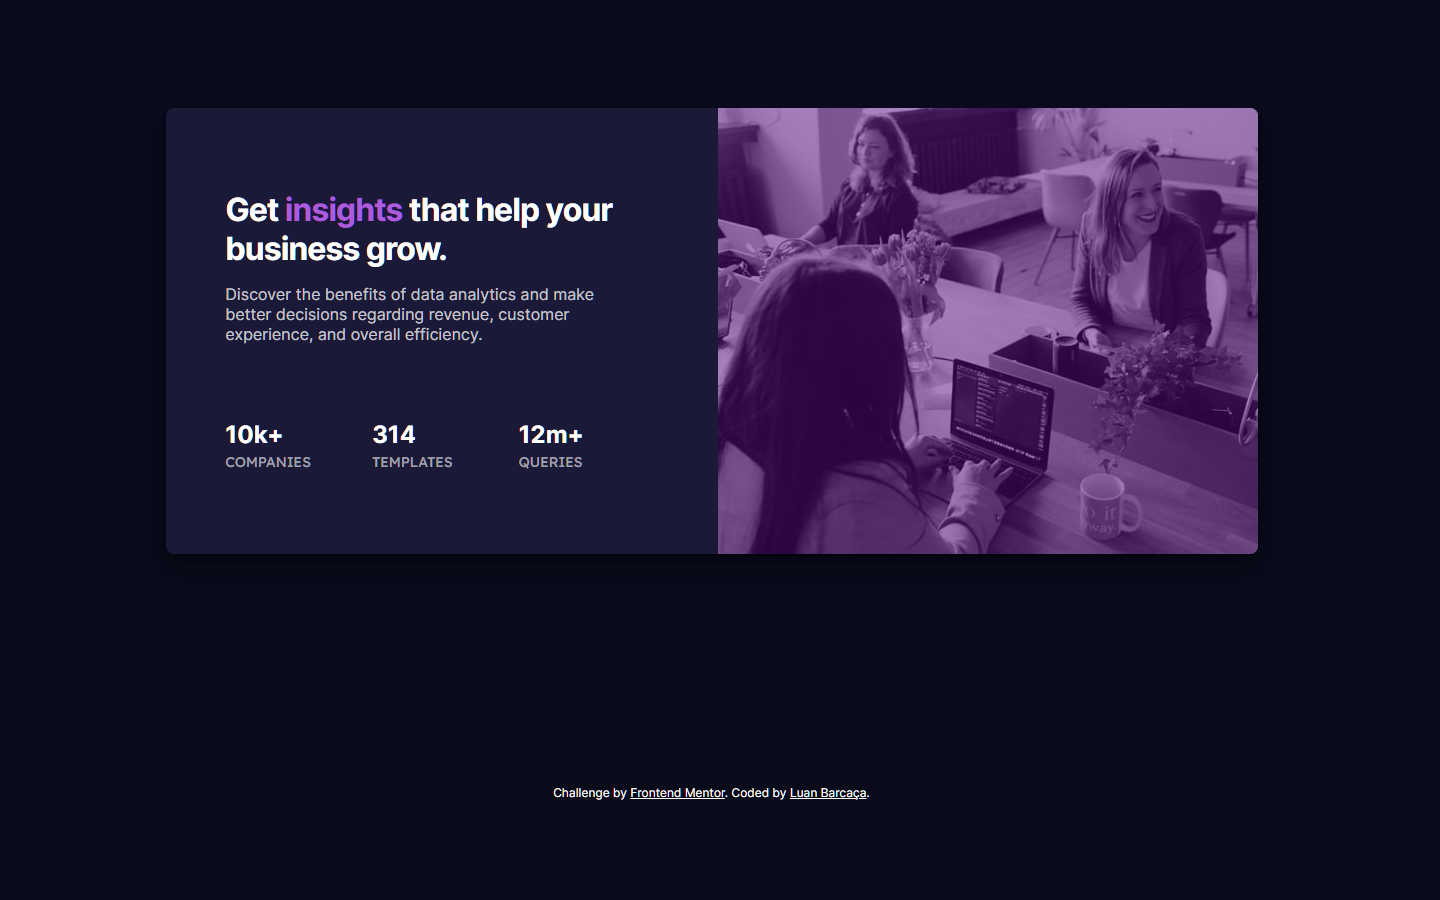 Get insights that help your
business grow.
Discover the benefits of data analytics and make
better decisions regarding revenue, customer
experience, and overall efficiency.
10k+ 314 12m+
COMPANIES TEMPLATES QUERIES
Challenge by Frontend Mentor. Coded by Luan Barcaça.